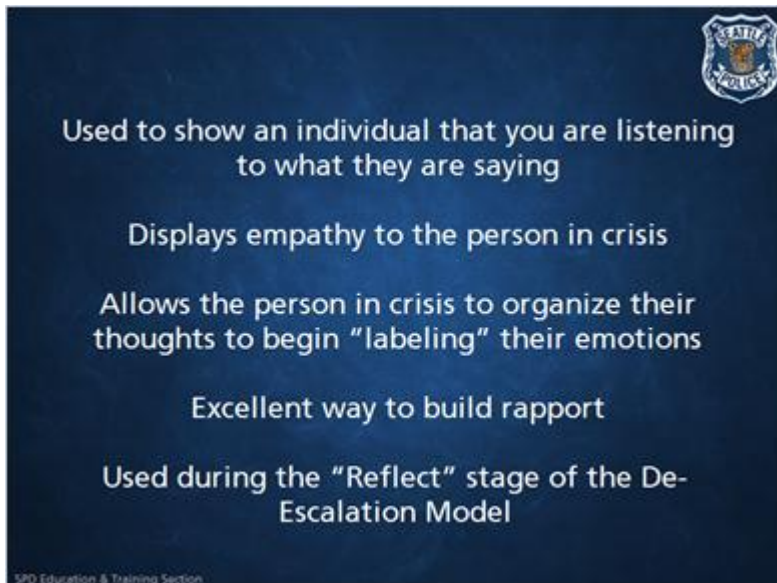 SEATTLE
POLICE
Used to show an individual that you are listening
to what they are saying
Displays empathy to the person in crisis
Allows the person in crisis to organize their
thoughts to begin “labeling” their emotions
Excellent way to build rapport
Used during the “Reflect” stage of the De-
Escalation Model
SPD Education & Training Section